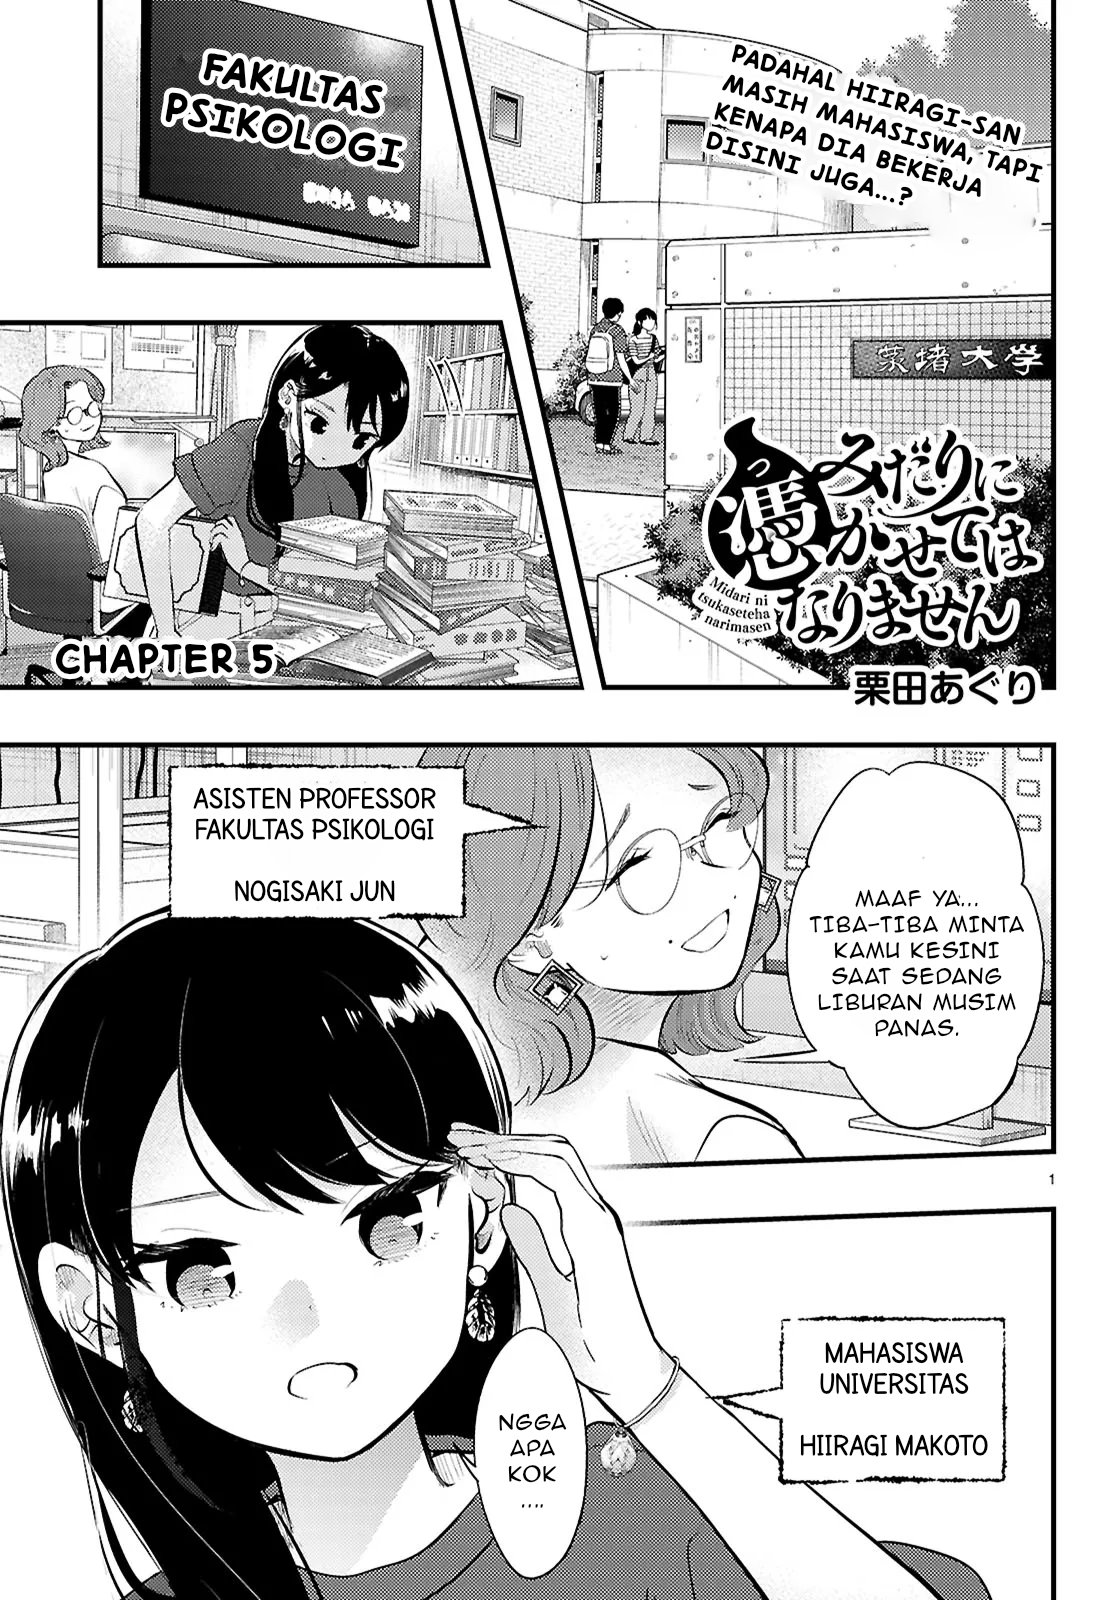 PADAHAL HIIRAGI-SAN
MASIH MAHASISWA, TAPI
KENAPA DIA BEKERJA
DISINI JUGA...?
FAKULTAS
PSIKOLOGI
大学
みだりに
憑かせては
つ
なりません
Midari ni
tsukaseteha
narimasen
栗田あぐり
CHAPTER 5
ASISTEN PROFESSOR
FAKULTAS PSIKOLOGI
NOGISAKI JUN
MAAF YA...
TIBA-TIBA MINTA
KAMU KESINI
SAAT SEDANG
LIBURAN MUSIM
PANAS.
1
MAHASISWA
UNIVERSITAS
HIIRAGI MAKOTO
NGGA
APA
KOK
....